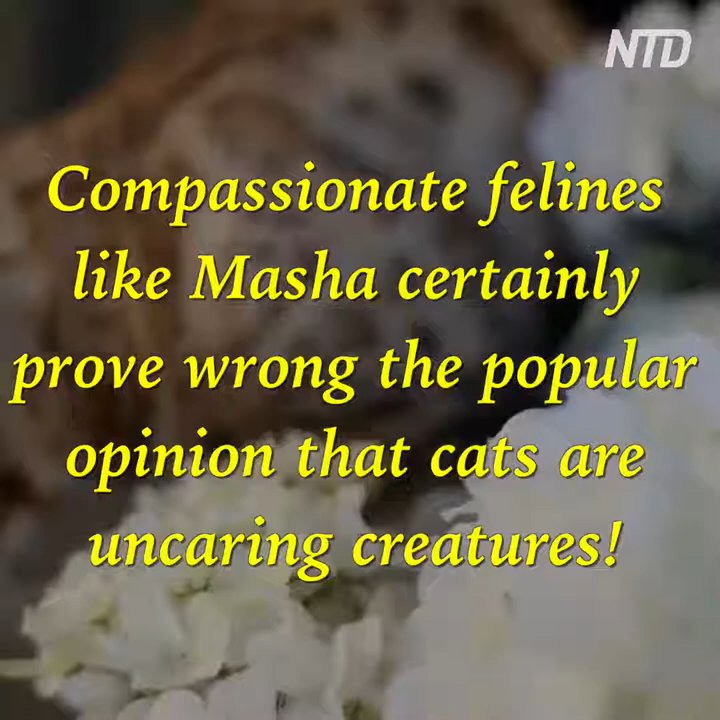 NTD
Compassionate felines
like Masha certainly
prove wrong the popular
opinion that cats are
uncaring creatures!